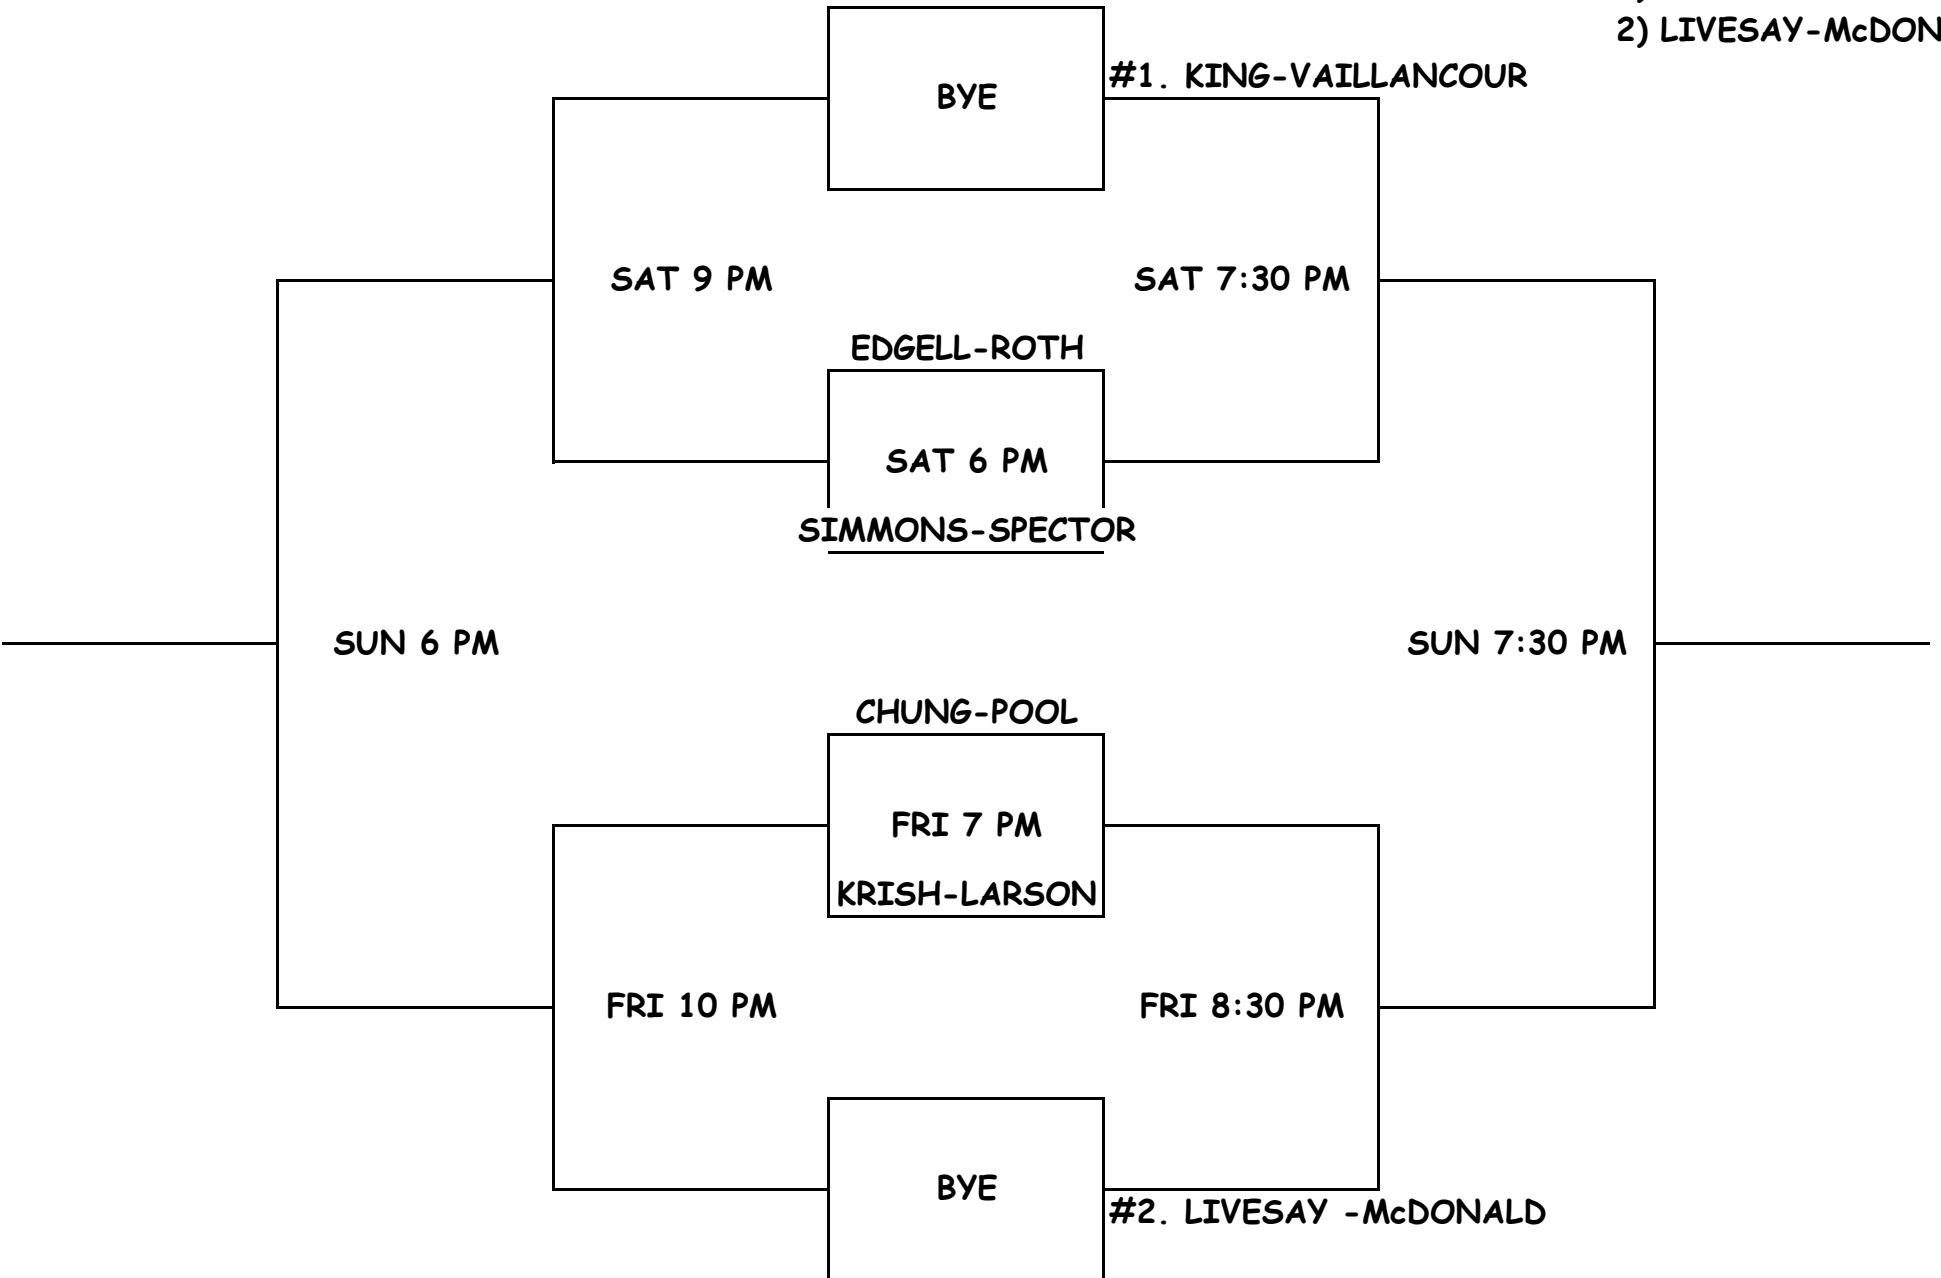 2) LIVESAY-McDON
#1. KING-VAILLANCOUR
BYE
SAT 9 PM
SAT 7:30 PM
EDGELL-ROTH
SAT 6 PM
SIMMONS-SPECTOR
SUN 6 PM
SUN 7:30 PM
CHUNG-POOL
FRI 7 PM
KRISH-LARSON
FRI 10 PM
FRI 8:30 PM
BYE
#2. LIVESAY -McDONALD